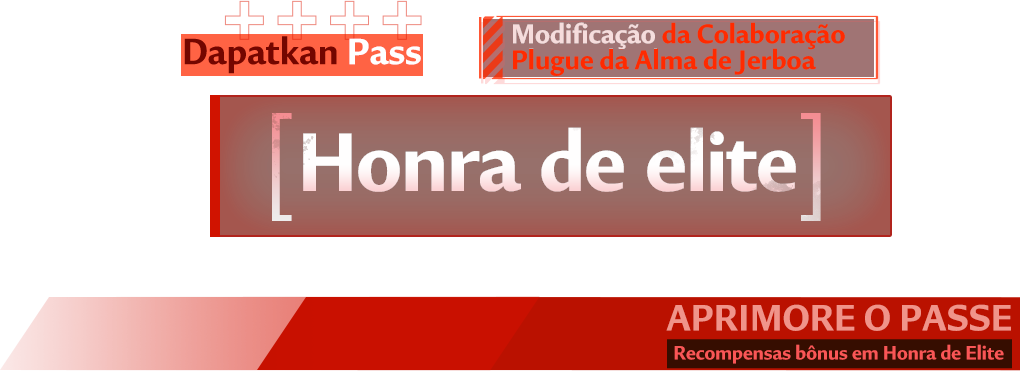 Dapatkan Pass
Modificação da Colaboração
Plugue da Alma de Jerboa
[Honra de elite]
APRIMORE O PASSE
Recompensas bônus em Honra de Elite